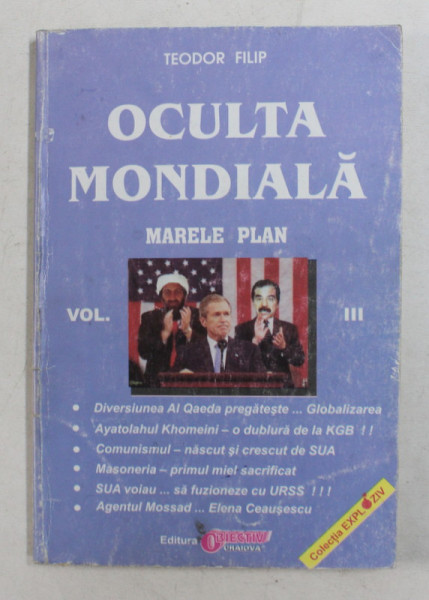 TEODOR FILIP
OCULTA
MONDIALĂ
MARELE PLAN
VOL. III
• Diversiunea Al Qaeda pregătește ... Globalizarea
• Ayatolahul Khomeini – o dublură de la KGB ! !
• Comunismul – născut și crescut de SUA
• Masoneria – primul miel sacrificat
• SUA voiau ... să fuzioneze cu URSS ! ! !
• Agentul Mossad ... Elena Ceaușescu
Colecția EXPLOZIV
Editura OBIECTIV
CRAIOVA